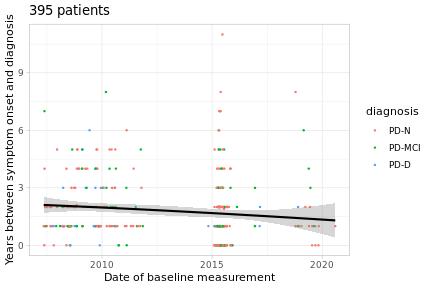 395 patients
Years between symptom onset and diagnosis
9
6
3
0
2010
2015
2020
Date of baseline measurement
diagnosis
PD-N
PD-MCI
PD-D